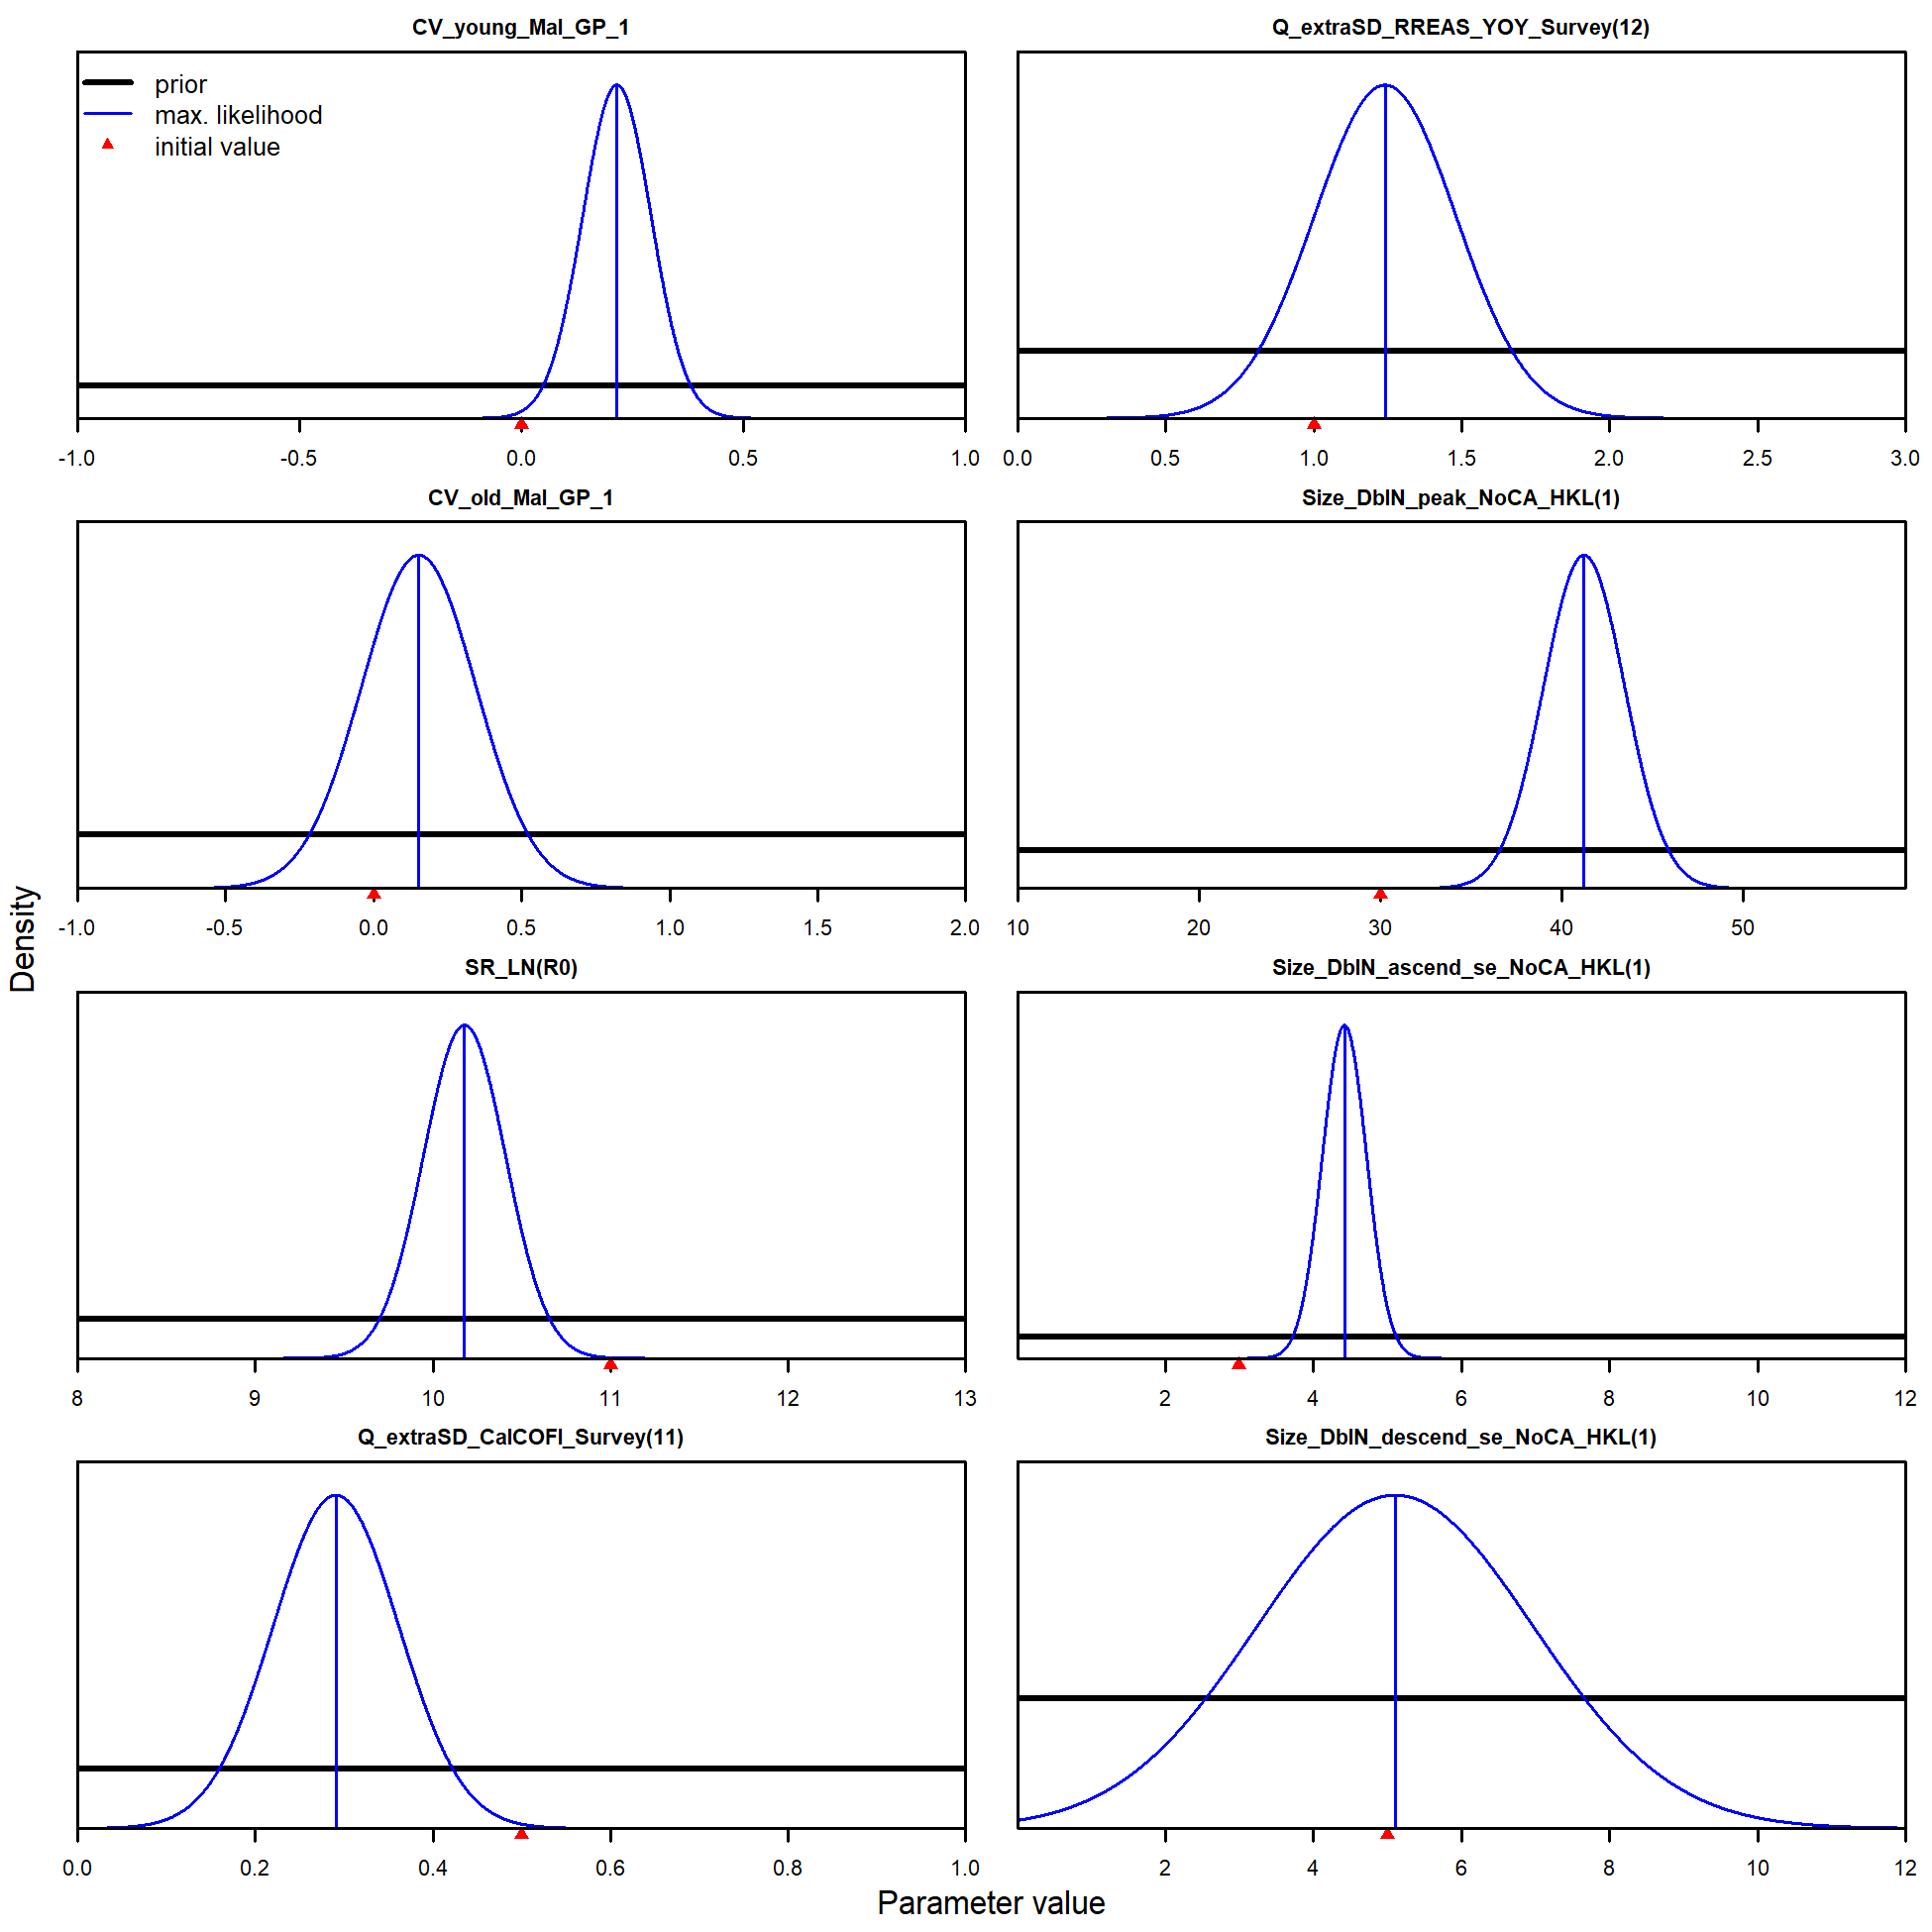 CV_young_Mal_GP_1
prior
max. likelihood
initial value
-1.0 -0.5 0.0 0.5 1.0
Q_extraSD_RREAS_YOY_Survey(12)
0.0 0.5 1.0 1.5 2.0 2.5 3.0
CV_old_Mal_GP_1
-1.0 -0.5 0.0 0.5 1.0 1.5 2.0
Size_DblN_peak_NoCA_HKL(1)
10 20 30 40 50
SR_LN(R0)
8 9 10 11 12 13
Size_DblN_ascend_se_NoCA_HKL(1)
2 4 6 8 10 12
Q_extraSD_CalCOFI_Survey(11)
0.0 0.2 0.4 0.6 0.8 1.0
Size_DblN_descend_se_NoCA_HKL(1)
2 4 6 8 10 12
Density
Parameter value